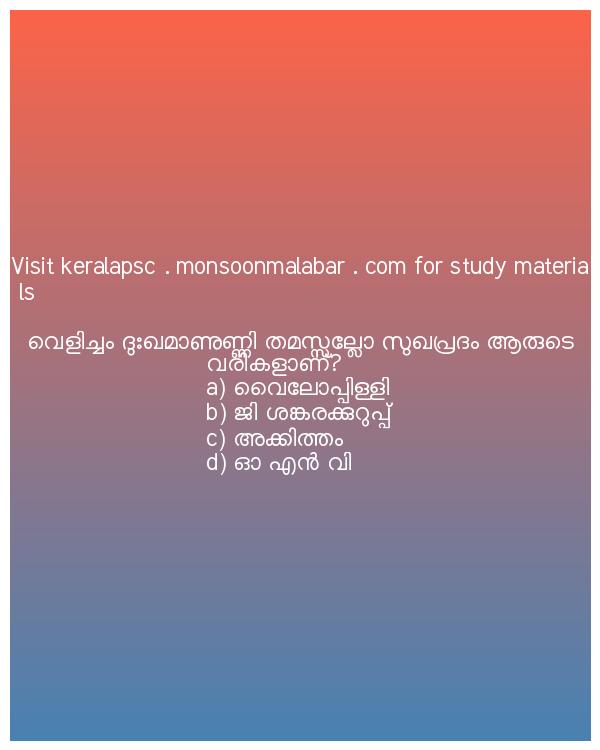 Visit keralapsc . monsoonmalabar . com for study materia
ls
വെളിച്ചം ദുഃഖമാണുണ്ണി തമസ്സല്ലോ സുഖപ്രദം ആരുടെ
വരികളാണ്?
a) വൈലോപ്പിള്ളി
b) ജി ശങ്കരക്കുറുപ്പ്
c) അക്കിത്തം
d) ഓ എൻ വി